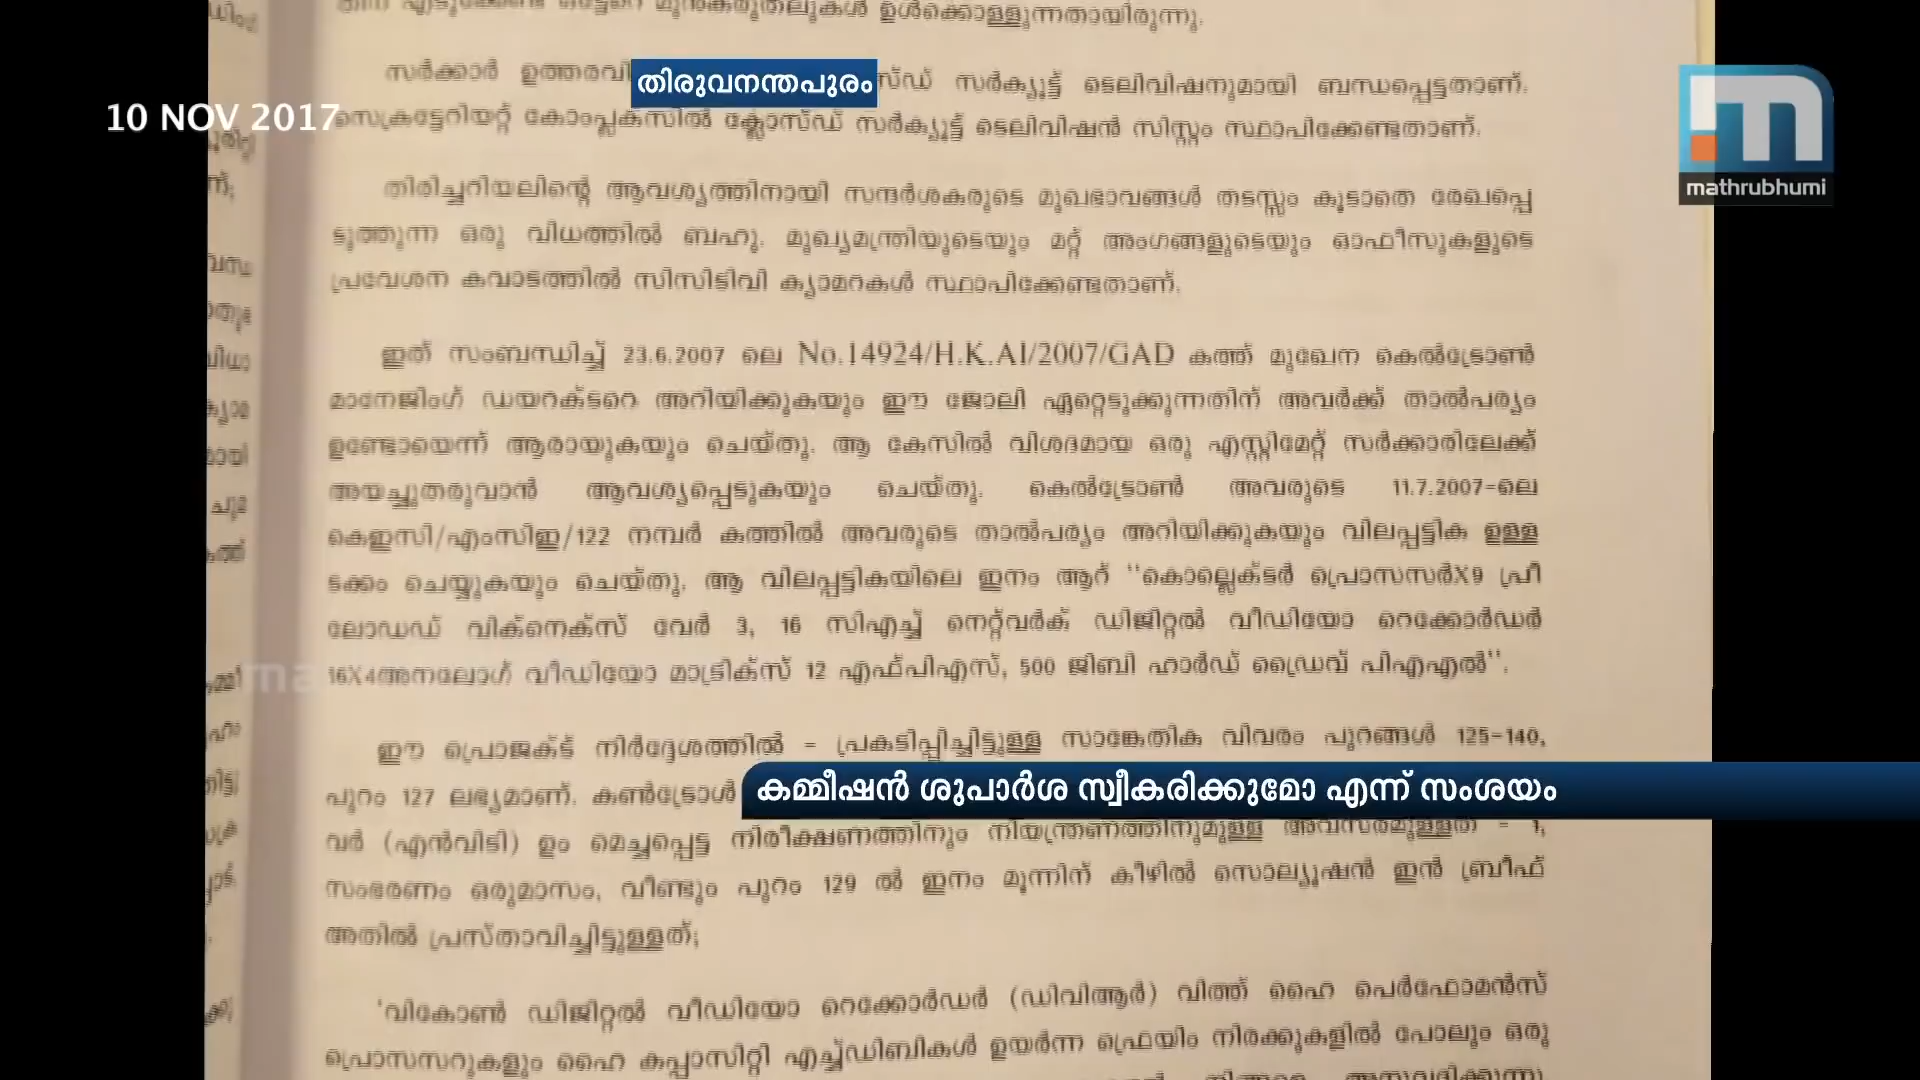 ഉൾക്കൊള്ളുന്നതായിരുന്നു.
സർക്കാർ സർക്യൂട്ട് ടെലിവിഷനുമായി ബന്ധപ്പെട്ടതാണ്.
തിരുവനന്തപുരം
10 NOV 2017
സെക്രട്ടേറിയറ്റ് കോംപ്ലക്സിൽ ക്ലോസ്ഡ് സർക്യൂട്ട് ടെലിവിഷൻ സിസ്റ്റം സ്ഥാപിക്കേണ്ടതാണ്.
mathrubhumi
തിരിച്ചറിയലിന്റെ ആവശ്യത്തിനായി സന്ദർശകരുടെ മുഖഭാവങ്ങൾ തടസ്സം കൂടാതെ രേഖപ്പെ
ടുത്തുന്ന ഒരു വിധത്തിൽ ബഹു. മുഖ്യമന്ത്രിയുടെയും മറ്റ് അംഗങ്ങളുടെയും ഓഫീസുകളുടെ
പ്രവേശന കവാടത്തിൽ സിസിടിവി ക്യാമറകൾ സ്ഥാപിക്കേണ്ടതാണ്.
ഇത് സംബന്ധിച്ച് 23.6.2007 ലെ No.14924/H.K.AI/2007/GAD കത്ത് മുഖേന കെൽട്രോൺ
മാനേജിംഗ് ഡയറക്ടറെ അറിയിക്കുകയും ഈ ജോലി ഏറ്റെടുക്കുന്നതിന് അവർക്ക് താൽപര്യം
ഉണ്ടോയെന്ന് ആരായുകയും ചെയ്തു. ആ കേസിൽ വിശദമായ ഒരു എസ്റ്റിമേറ്റ് സർക്കാരിലേക്ക്
അയച്ചുതരുവാൻ ആവശ്യപ്പെടുകയും ചെയ്തു. കെൽട്രോൺ അവരുടെ 11.7.2007-ലെ
കെഇസി/എംസിഇ/122 നമ്പർ കത്തിൽ അവരുടെ താൽപര്യം അറിയിക്കുകയും വിലപ്പട്ടിക ഉള്ള
ടക്കം ചെയ്യുകയും ചെയ്തു. ആ വിലപ്പട്ടികയിലെ ഇനം ആറ് "കൊല്ലെക്ടർ പ്രൊസസർX9 പ്രീ
ലോഡഡ് വിക്നെക്സ് വേർ 3, 16 സിഎച്ച് നെറ്റ്‌വർക് ഡിജിറ്റൽ വീഡിയോ റെക്കോർഡർ
16X4അനലോഗ് വീഡിയോ മാട്രിക്സ് 12 എഫ്പിഎസ്, 500 ജിബി ഹാർഡ് ഡ്രൈവ് പിഎഎൽ".
ഈ പ്രൊജക്ട് നിർദ്ദേശത്തിൽ - പ്രകടിപ്പിച്ചിട്ടുള്ള സാങ്കേതിക വിവരം പുറങ്ങൾ 125-140,
പുറം 127 ലഭ്യമാണ്. കൺട്രോൾ
കമ്മീഷൻ ശുപാർശ സ്വീകരിക്കുമോ എന്ന് സംശയം
വർ (എൻവിടി) ഉം മെച്ചപ്പെട്ട നിരീക്ഷണത്തിനും നിയന്ത്രണത്തിനുമുള്ള അവസരമുള്ളത് - 1,
സംഭരണം ഒരുമാസം, വീണ്ടും പുറം 129 ൽ ഇനം മൂന്നിന് കീഴിൽ സൊല്യൂഷൻ ഇൻ ബ്രീഫ്
അതിൽ പ്രസ്താവിച്ചിട്ടുള്ളത്;
'വികോൺ ഡിജിറ്റൽ വീഡിയോ റെക്കോർഡർ (ഡിവിആർ) വിത്ത് ഹൈ പെർഫോമൻസ്
പ്രൊസസറുകളും ഹൈ കപ്പാസിറ്റി എച്ച്ഡിബികൾ ഉയർന്ന ഫ്രെയിം നിരക്കുകളിൽ പോലും ഒരു